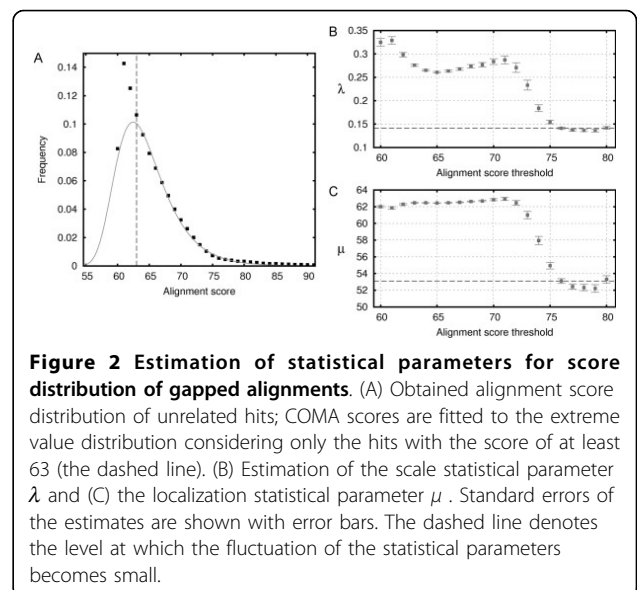 A
Frequency
0.14
0.12
0.1
0.08
0.06
0.04
0.02
0
55 60 65 70 75 80 85 90
Alignment score
B
λ
0.35
0.3
0.25
0.2
0.15
0.1
60 65 70 75 80
Alignment score threshold
C
μ
64
62
60
58
56
54
52
50
60 65 70 75 80
Alignment score threshold
Figure 2 Estimation of statistical parameters for score
distribution of gapped alignments. (A) Obtained alignment score
distribution of unrelated hits; COMA scores are fitted to the extreme
value distribution considering only the hits with the score of at least
63 (the dashed line). (B) Estimation of the scale statistical parameter
λ and (C) the localization statistical parameter μ . Standard errors of
the estimates are shown with error bars. The dashed line denotes
the level at which the fluctuation of the statistical parameters
becomes small.